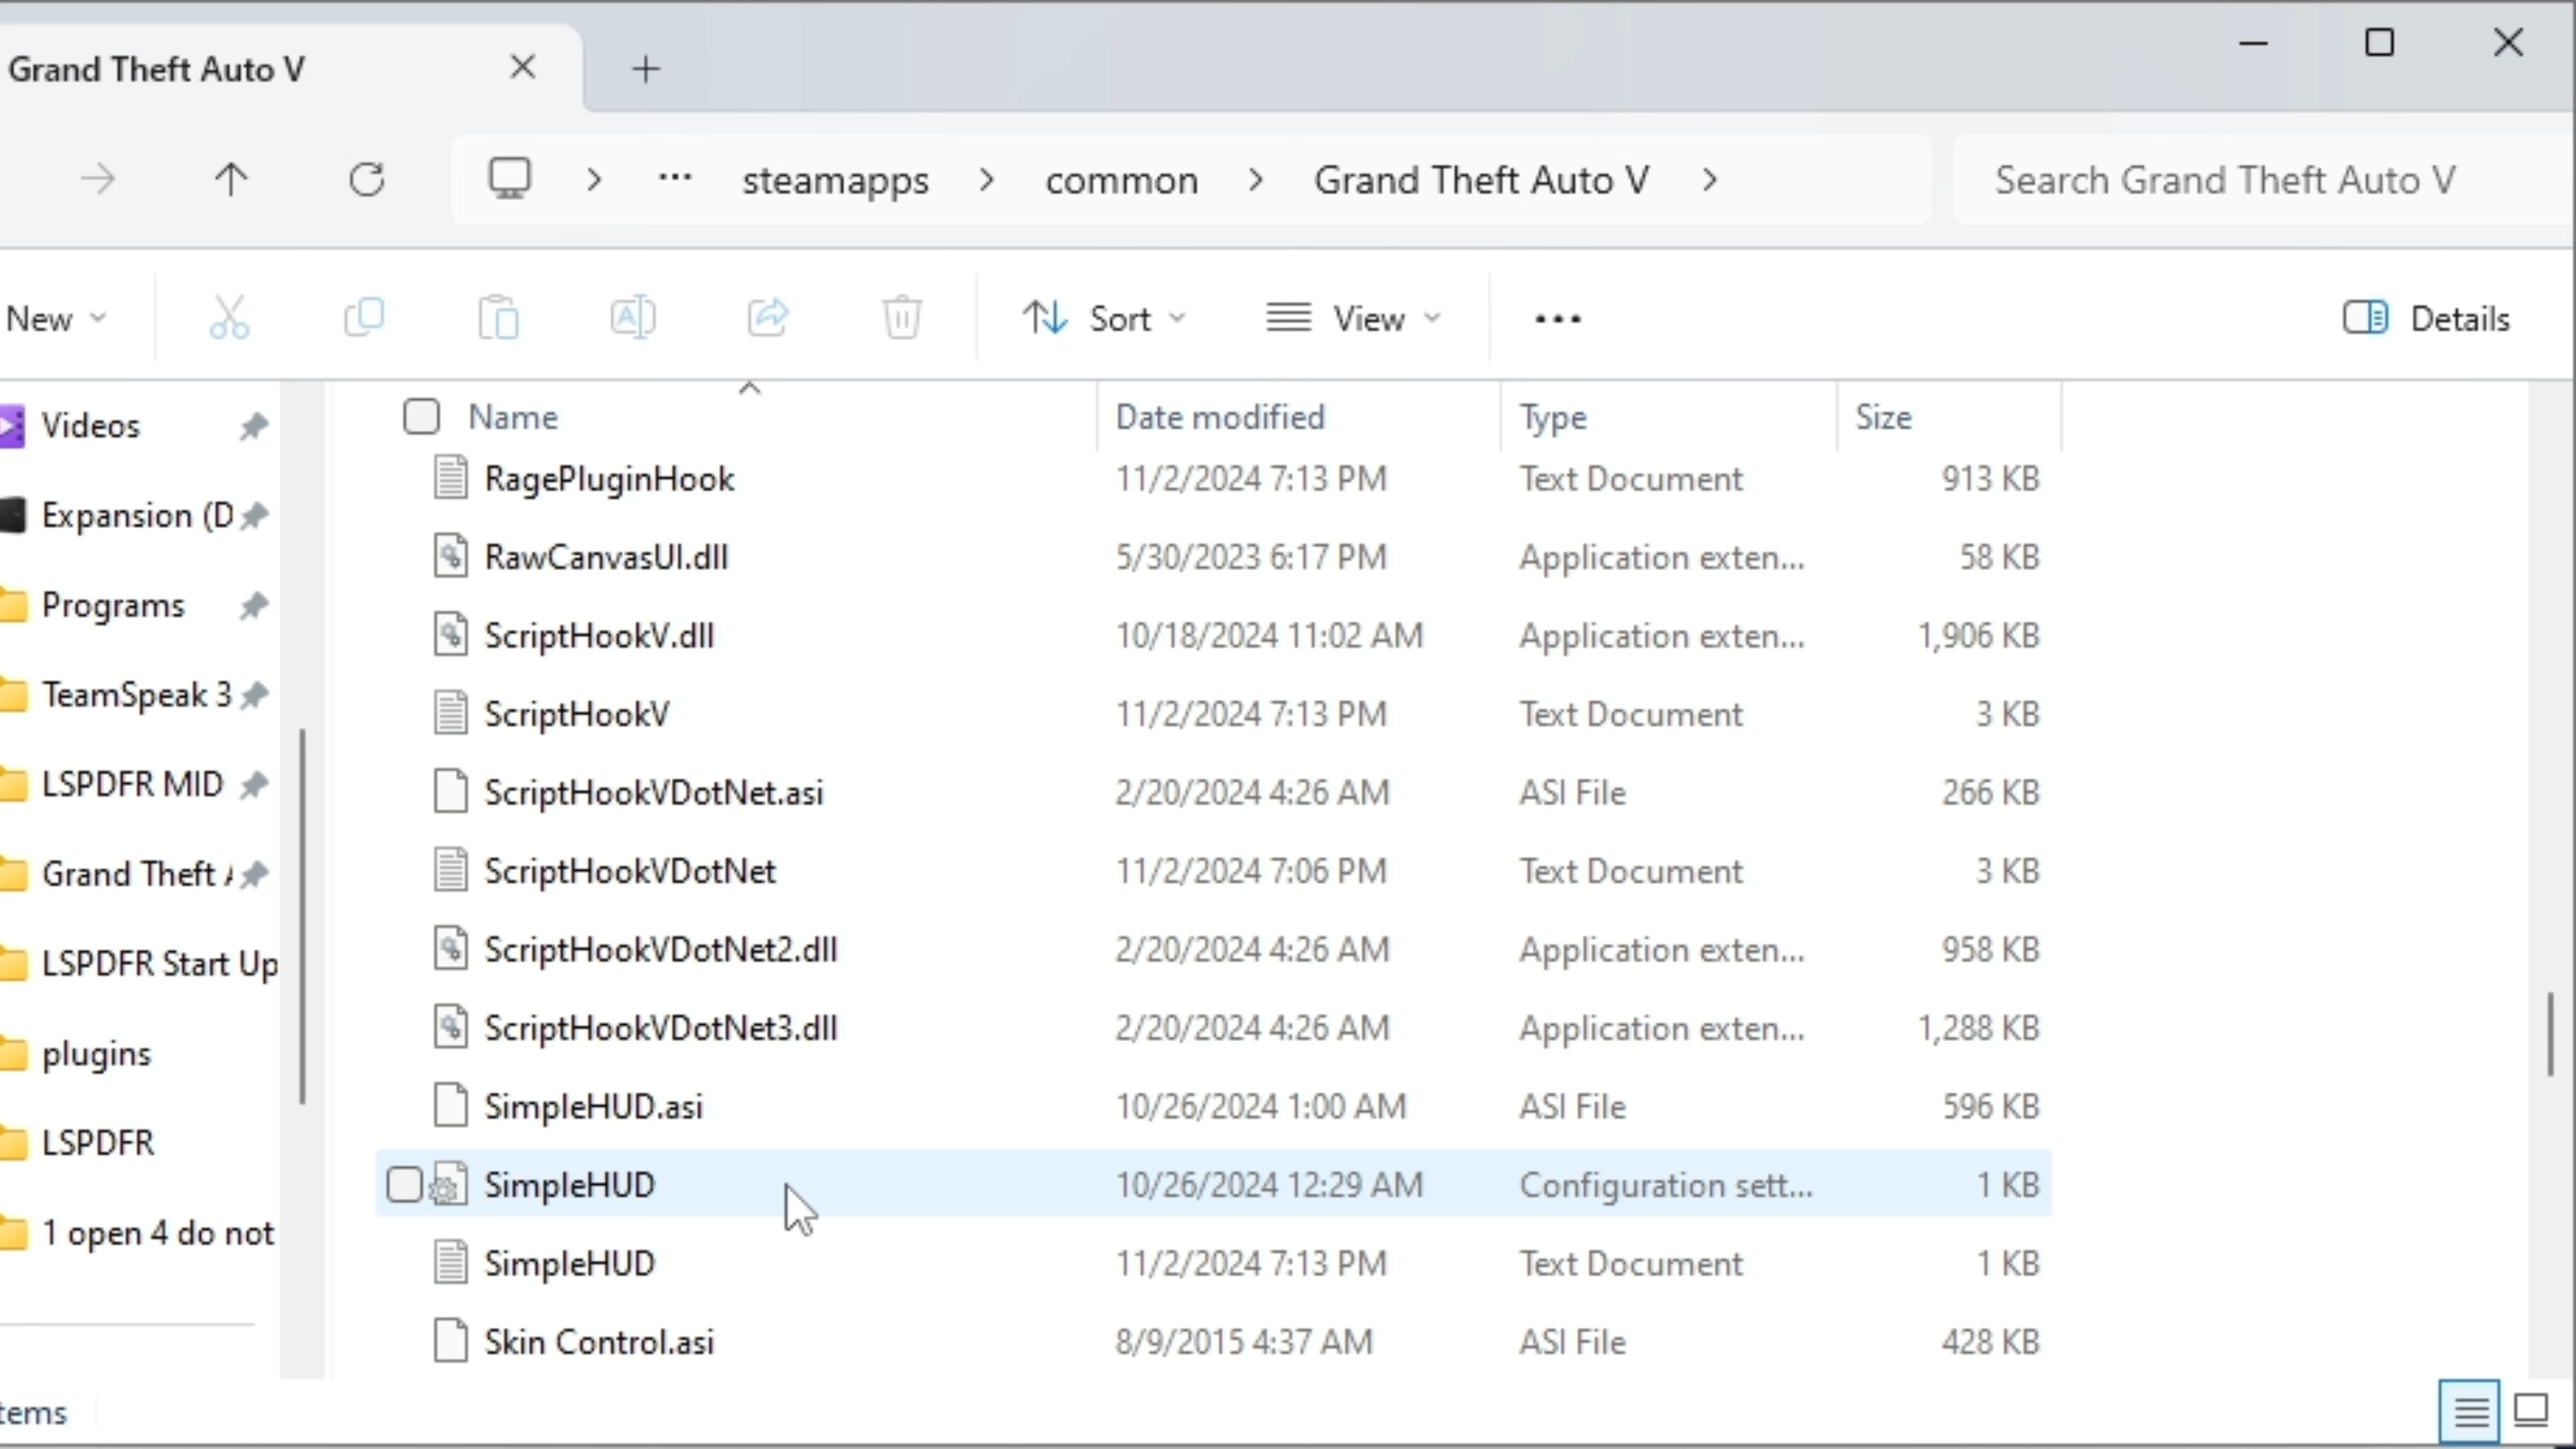 Grand Theft Auto V
steamapps > common > Grand Theft Auto V >
Search Grand Theft Auto V
New
Sort
View
Details
Videos
Expansion (D
Programs
TeamSpeak 3
LSPDFR MID
Grand Theft A
LSPDFR Start Up
plugins
LSPDFR
1 open 4 do not
Name Date modified Type Size
RagePluginHook 11/2/2024 7:13 PM Text Document 913 KB
RawCanvasUI.dll 5/30/2023 6:17 PM Application exten... 58 KB
ScriptHookV.dll 10/18/2024 11:02 AM Application exten... 1,906 KB
ScriptHookV 11/2/2024 7:13 PM Text Document 3 KB
ScriptHookVDotNet.asi 2/20/2024 4:26 AM ASI File 266 KB
ScriptHookVDotNet 11/2/2024 7:06 PM Text Document 3 KB
ScriptHookVDotNet2.dll 2/20/2024 4:26 AM Application exten... 958 KB
ScriptHookVDotNet3.dll 2/20/2024 4:26 AM Application exten... 1,288 KB
SimpleHUD.asi 10/26/2024 1:00 AM ASI File 596 KB
SimpleHUD 10/26/2024 12:29 AM Configuration sett... 1 KB
SimpleHUD 11/2/2024 7:13 PM Text Document 1 KB
Skin Control.asi 8/9/2015 4:37 AM ASI File 428 KB
tems